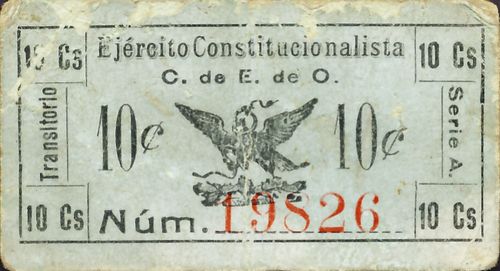 10 Cs Ejército Constitucionalista 10 Cs
C. de E. de O.
Transitorio 10¢ 10¢ Serie A.
10 Cs Núm. 19826 10 Cs